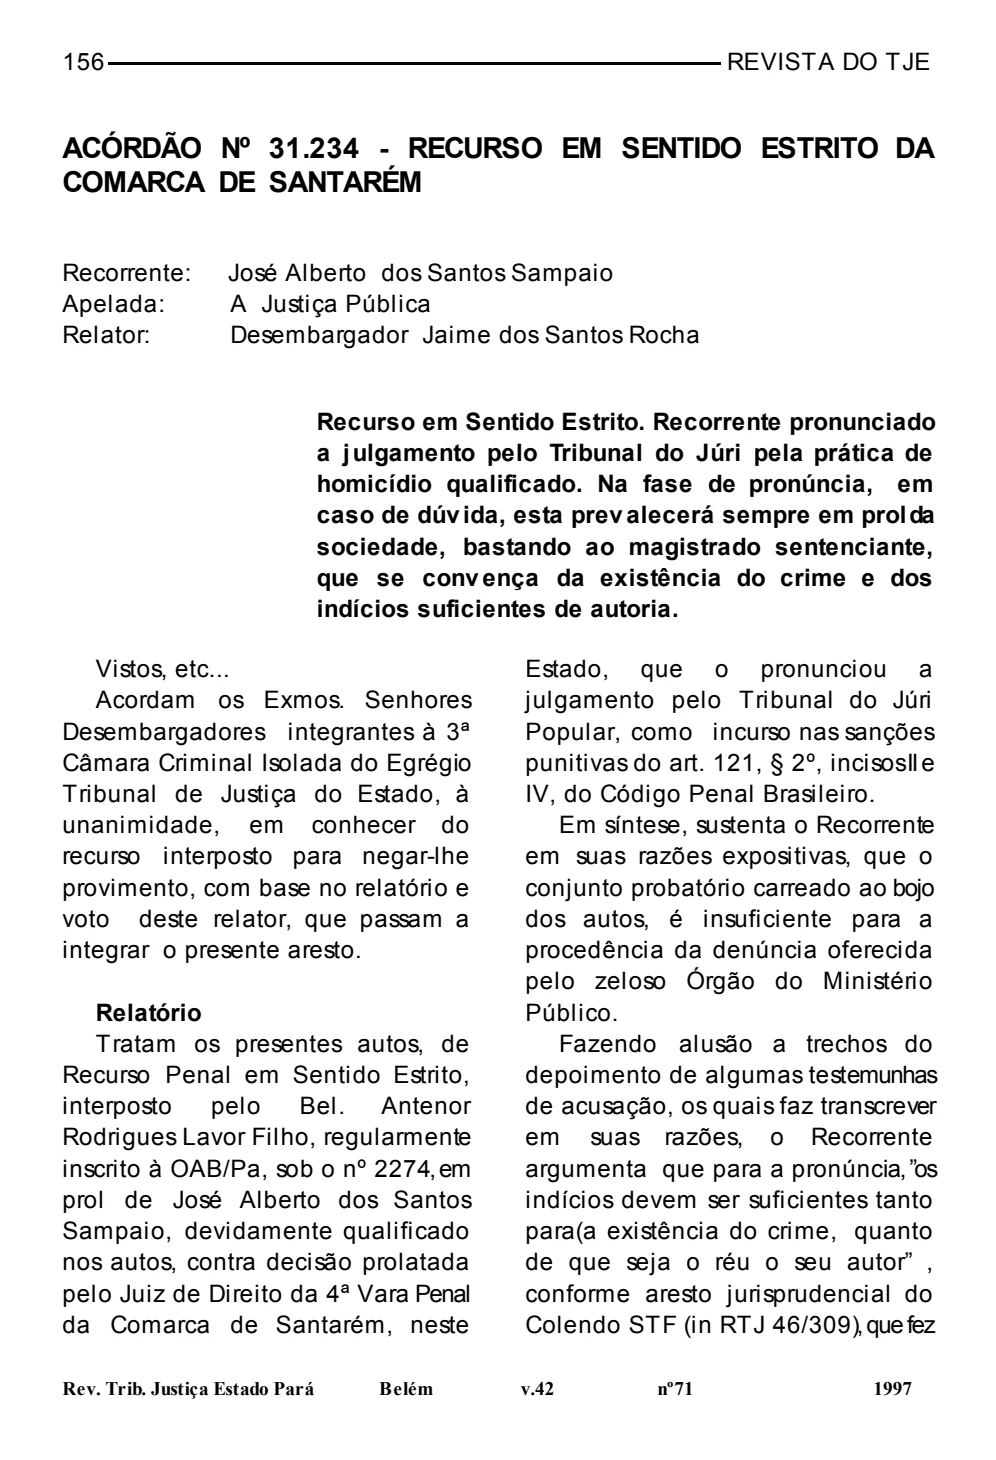 156 REVISTA DO TJE
ACÓRDÃO Nº 31.234 - RECURSO EM SENTIDO ESTRITO DA
COMARCA DE SANTARÉM
Recorrente: José Alberto dos Santos Sampaio
Apelada: A Justiça Pública
Relator: Desembargador Jaime dos Santos Rocha
Recurso em Sentido Estrito. Recorrente pronunciado
a julgamento pelo Tribunal do Júri pela prática de
homicídio qualificado. Na fase de pronúncia, em
caso de dúvida, esta prevalecerá sempre em prol da
sociedade, bastando ao magistrado sentenciante,
que se convença da existência do crime e dos
indícios suficientes de autoria.
Vistos, etc...
Acordam os Exmos. Senhores
Desembargadores integrantes à 3ª
Câmara Criminal Isolada do Egrégio
Tribunal de Justiça do Estado, à
unanimidade, em conhecer do
recurso interposto para negar-lhe
provimento, com base no relatório e
voto deste relator, que passam a
integrar o presente aresto.
Relatório
Tratam os presentes autos, de
Recurso Penal em Sentido Estrito,
interposto pelo Bel. Antenor
Rodrigues Lavor Filho, regularmente
inscrito à OAB/Pa, sob o nº 2274, em
prol de José Alberto dos Santos
Sampaio, devidamente qualificado
nos autos, contra decisão prolatada
pelo Juiz de Direito da 4ª Vara Penal
da Comarca de Santarém, neste
Estado, que o pronunciou a
julgamento pelo Tribunal do Júri
Popular, como incurso nas sanções
punitivas do art. 121, § 2º, incisos II e
IV, do Código Penal Brasileiro.
Em síntese, sustenta o Recorrente
em suas razões expositivas, que o
conjunto probatório carreado ao bojo
dos autos, é insuficiente para a
procedência da denúncia oferecida
pelo zeloso Órgão do Ministério
Público.
Fazendo alusão a trechos do
depoimento de algumas testemunhas
de acusação, os quais faz transcrever
em suas razões, o Recorrente
argumenta que para a pronúncia, ”os
indícios devem ser suficientes tanto
para(a existência do crime, quanto
de que seja o réu o seu autor” ,
conforme aresto jurisprudencial do
Colendo STF (in RTJ 46/309), que fez
Rev. Trib. Justiça Estado Pará Belém v.42 nº71 1997